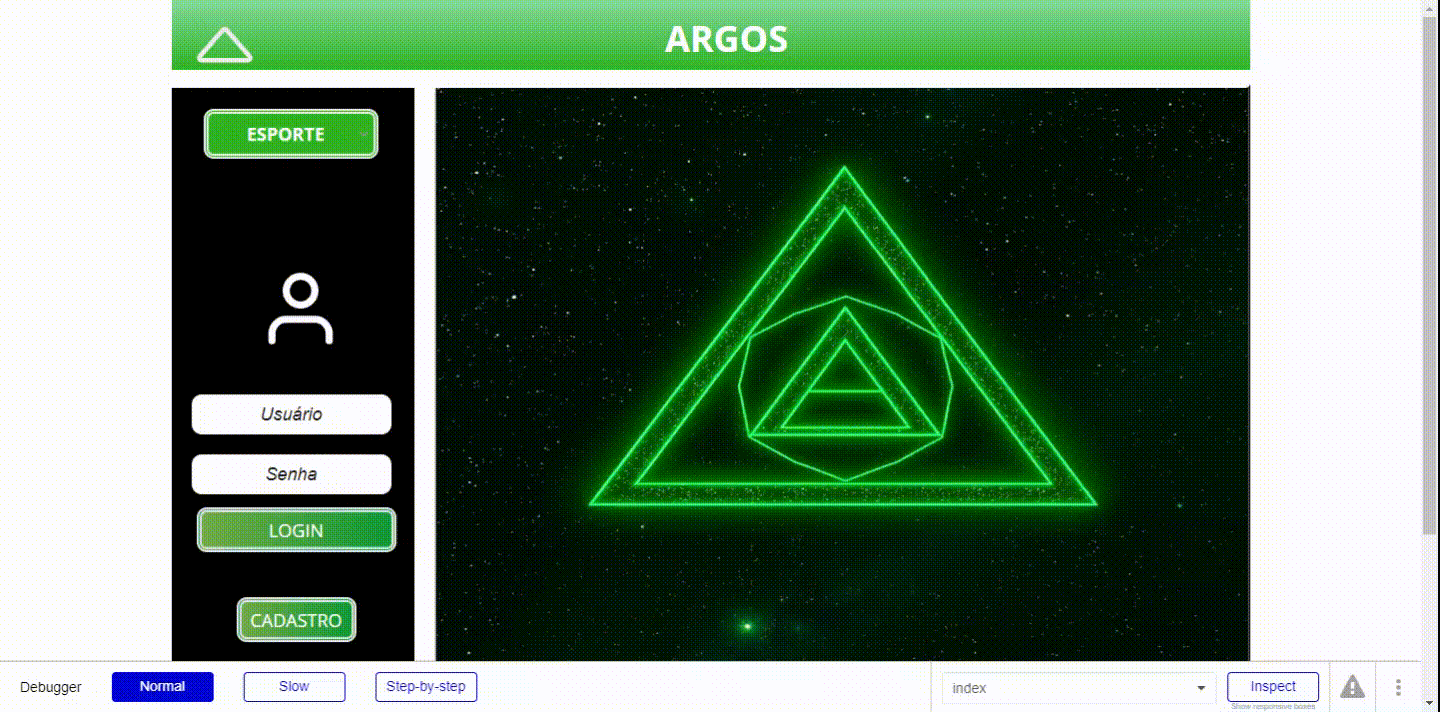 ARGOS
ESPORTE
Usuário
Senha
LOGIN
CADASTRO
Debugger
Normal
Slow
Step-by-step
index
Inspect
Show responsive boxes